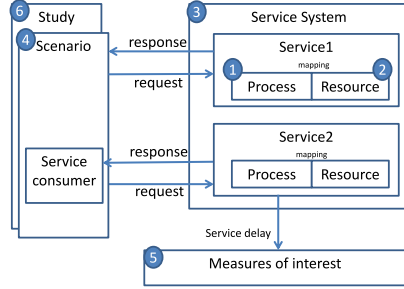 6
Study
3
Service System
4
Scenario
response
request
Service1
mapping
1
2
Process
Resource
Service
consumer
response
request
Service2
mapping
Process
Resource
Service delay
5
Measures of interest